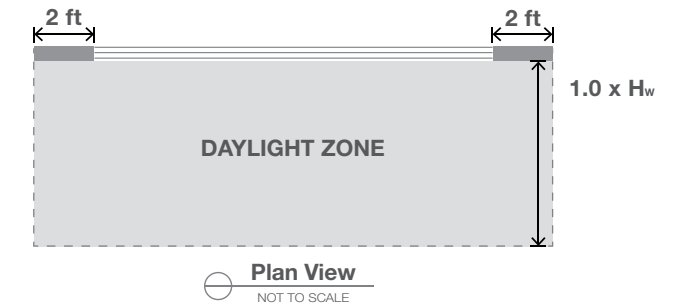 2 ft 2 ft
1.0 x Hw
DAYLIGHT ZONE
Plan View
NOT TO SCALE